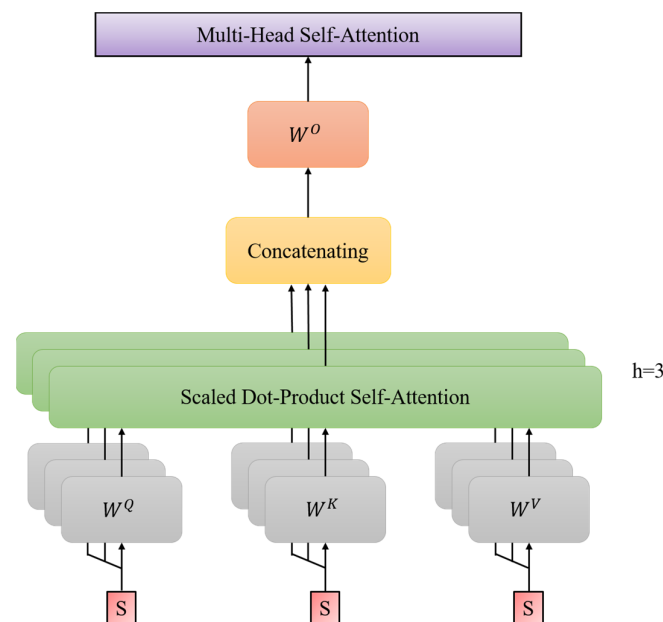 Multi-Head Self-Attention
W^O
Concatenating
h=3
Scaled Dot-Product Self-Attention
W^Q W^K W^V
S S S